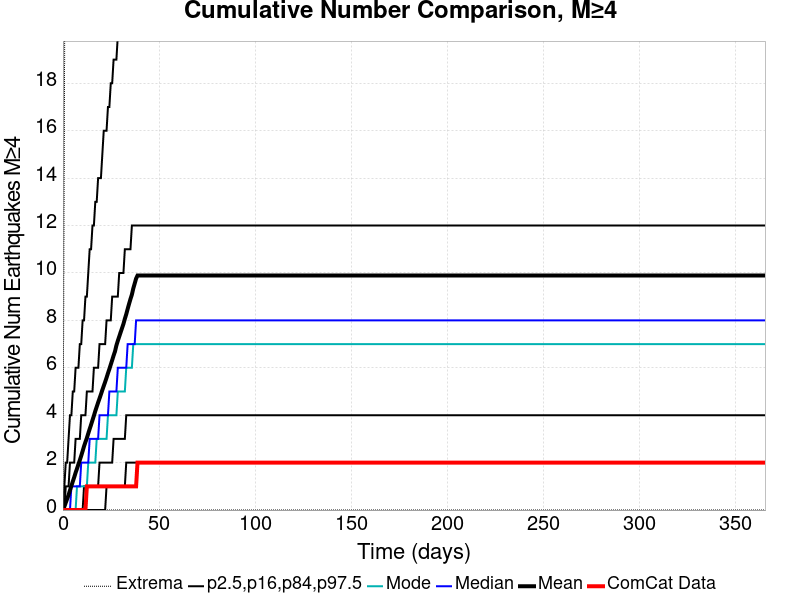 Cumulative Number Comparison, M≥4
Cumulative Num Earthquakes M≥4
18
16
14
12
10
8
6
4
2
0
0 50 100 150 200 250 300 350
Time (days)
Extrema p2.5,p16,p84,p97.5 Mode Median Mean ComCat Data